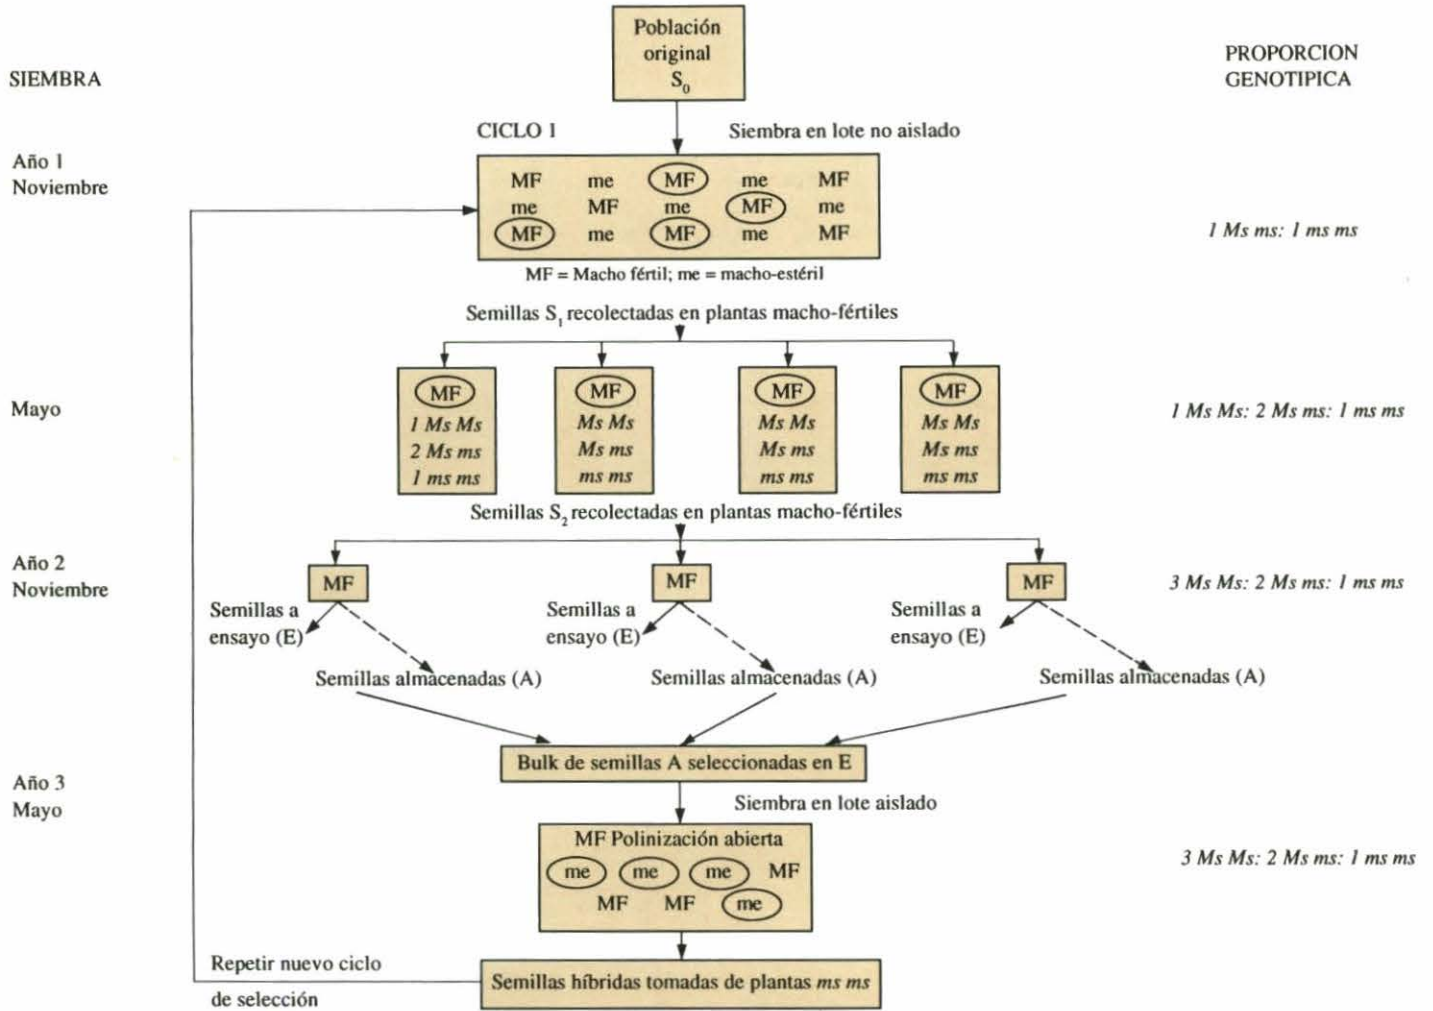 Población
original
S₀
SIEMBRA
PROPORCION
GENOTIPICA
CICLO 1
Siembra en lote no aislado
Año 1
Noviembre
MF me MF me MF
me MF me MF me
MF me MF me MF
1 Ms ms: 1 ms ms
MF = Macho fértil; me = macho-estéril
Semillas S₁ recolectadas en plantas macho-fértiles
Mayo
MF
1 Ms Ms
2 Ms ms
1 ms ms
MF
Ms Ms
Ms ms
ms ms
MF
Ms Ms
Ms ms
ms ms
MF
Ms Ms
Ms ms
ms ms
1 Ms Ms: 2 Ms ms: 1 ms ms
Semillas S₂ recolectadas en plantas macho-fértiles
Año 2
Noviembre
MF
MF
MF
3 Ms Ms: 2 Ms ms: 1 ms ms
Semillas a
ensayo (E)
Semillas a
ensayo (E)
Semillas a
ensayo (E)
Semillas almacenadas (A)
Semillas almacenadas (A)
Semillas almacenadas (A)
Bulk de semillas A seleccionadas en E
Año 3
Mayo
Siembra en lote aislado
MF Polinización abierta
me me me MF
MF MF me
3 Ms Ms: 2 Ms ms: 1 ms ms
Repetir nuevo ciclo
de selección
Semillas híbridas tomadas de plantas ms ms